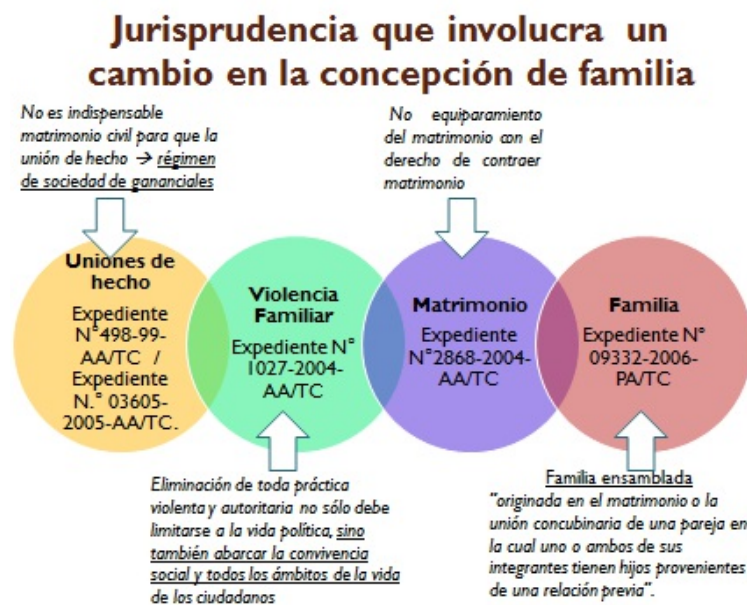 Jurisprudencia que involucra un
cambio en la concepción de familia
No es indispensable
matrimonio civil para que la
unión de hecho → régimen
de sociedad de gananciales
No equiparamiento
del matrimonio con el
derecho de contraer
matrimonio
Uniones de
hecho
Expediente
N°498-99-
AA/TC /
Expediente
N.° 03605-
2005-AA/TC.
Violencia
Familiar
Expediente N°
1027-2004-
AA/TC
Matrimonio
Expediente
N°2868-2004-
AA/TC
Familia
Expediente N°
09332-2006-
PA/TC
Eliminación de toda práctica
violenta y autoritaria no sólo debe
limitarse a la vida política, sino
también abarcar la convivencia
social y todos los ámbitos de la vida
de los ciudadanos
Familia ensamblada
"originada en el matrimonio o la
unión concubinaria de una pareja en
la cual uno o ambos de sus
integrantes tienen hijos provenientes
de una relación previa".